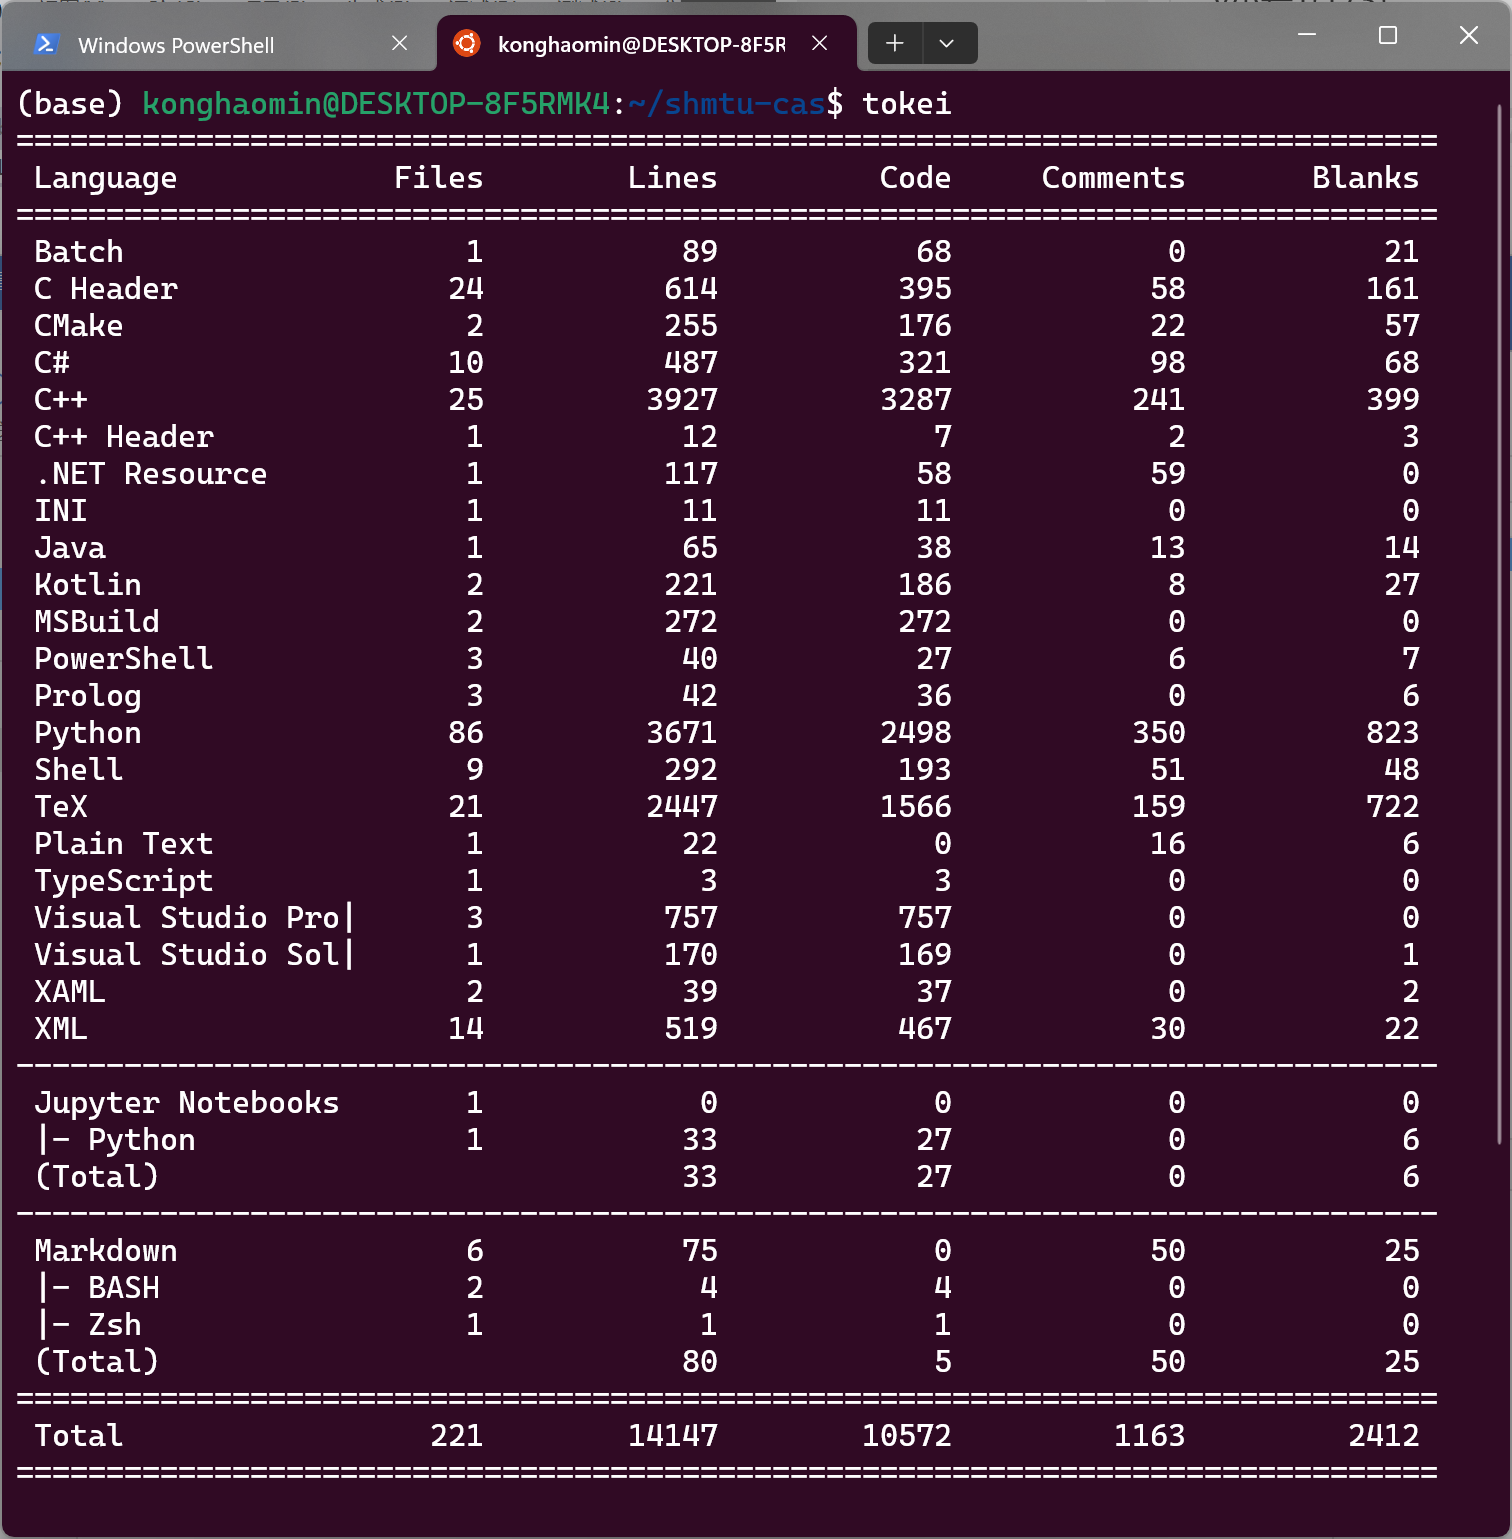 Windows PowerShell
konghaomin@DESKTOP-8F5R
(base) konghaomin@DESKTOP-8F5RMK4:~/shmtu-cas$ tokei
===============================================================================
Language Files Lines Code Comments Blanks
===============================================================================
Batch 1 89 68 0 21
C Header 24 614 395 58 161
CMake 2 255 176 22 57
C# 10 487 321 98 68
C++ 25 3927 3287 241 399
C++ Header 1 12 7 2 3
.NET Resource 1 117 58 59 0
INI 1 11 11 0 0
Java 1 65 38 13 14
Kotlin 2 221 186 8 27
MSBuild 2 272 272 0 0
PowerShell 3 40 27 6 7
Prolog 3 42 36 0 6
Python 86 3671 2498 350 823
Shell 9 292 193 51 48
TeX 21 2447 1566 159 722
Plain Text 1 22 0 16 6
TypeScript 1 3 3 0 0
Visual Studio Pro| 3 757 757 0 0
Visual Studio Sol| 1 170 169 0 1
XAML 2 39 37 0 2
XML 14 519 467 30 22
-------------------------------------------------------------------------------
Jupyter Notebooks 1 0 0 0 0
|- Python 1 33 27 0 6
(Total) 33 27 0 6
-------------------------------------------------------------------------------
Markdown 6 75 0 50 25
|- BASH 2 4 4 0 0
|- Zsh 1 1 1 0 0
(Total) 80 5 50 25
===============================================================================
Total 221 14147 10572 1163 2412
===============================================================================